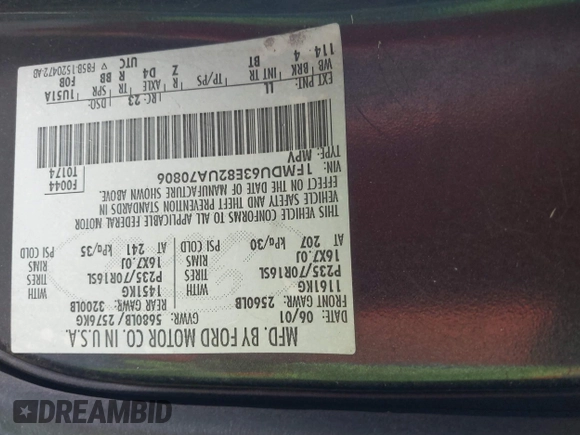 MFD. BY FORD MOTOR CO. IN U.S.A.
DATE: 06/01 GVWR: 5680LB/2576KG
FRONT GAWR: 2560LB REAR GAWR: 3200LB
1161KG WITH 1451KG WITH
P235/70R16SL TIRES P235/70R16SL TIRES
16X7.0J RIMS 16X7.0J RIMS
AT 207 kPa/30 PSI COLD AT 241 kPa/35 PSI COLD
THIS VEHICLE CONFORMS TO ALL APPLICABLE FEDERAL MOTOR
VEHICLE SAFETY AND THEFT PREVENTION STANDARDS IN
EFFECT ON THE DATE OF MANUFACTURE SHOWN ABOVE.
VIN: 1FMDU63E82UA70806 F0044
TYPE: MPV T0174
EXT PNT: LL RC: 23 DSO:
WB BRK INT TR TP/PS R AXLE TR SPR 1U51A
114 4 BT Z D4 R BB F0B
UTC ▽ F85B-1520472-AB
DREAMBID